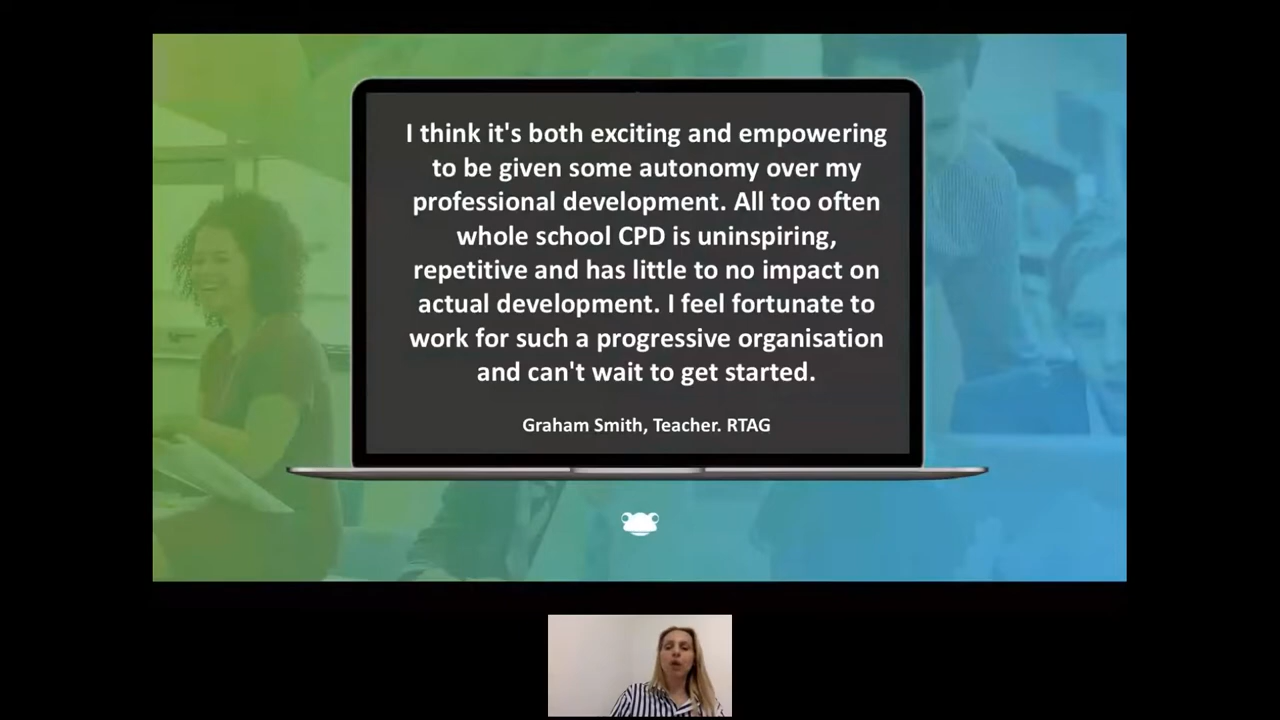 I think it's both exciting and empowering
to be given some autonomy over my
professional development. All too often
whole school CPD is uninspiring,
repetitive and has little to no impact on
actual development. I feel fortunate to
work for such a progressive organisation
and can't wait to get started.
Graham Smith, Teacher. RTAG